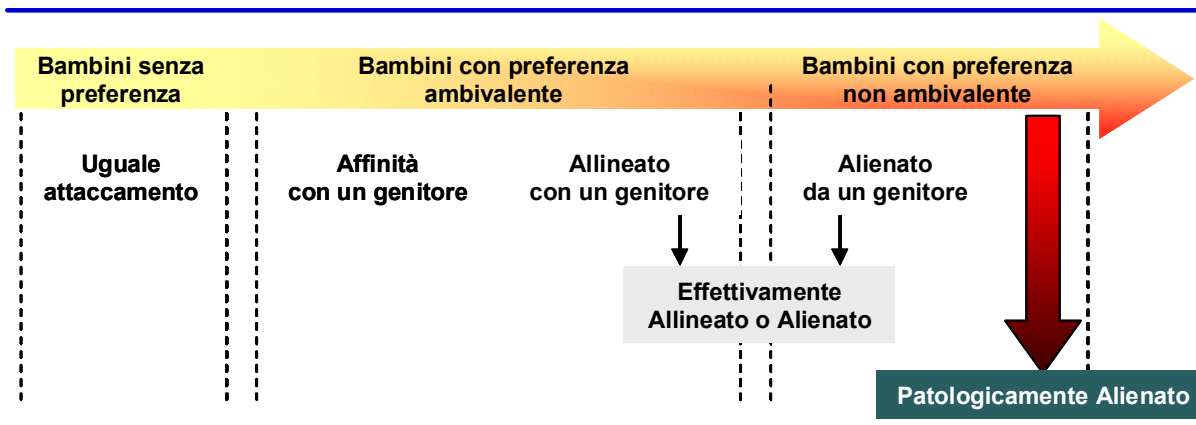 Bambini senza
preferenza
Bambini con preferenza
ambivalente
Bambini con preferenza
non ambivalente
Uguale
attaccamento
Affinità
con un genitore
Allineato
con un genitore
Alienato
da un genitore
Effettivamente
Allineato o Alienato
Patologicamente Alienato